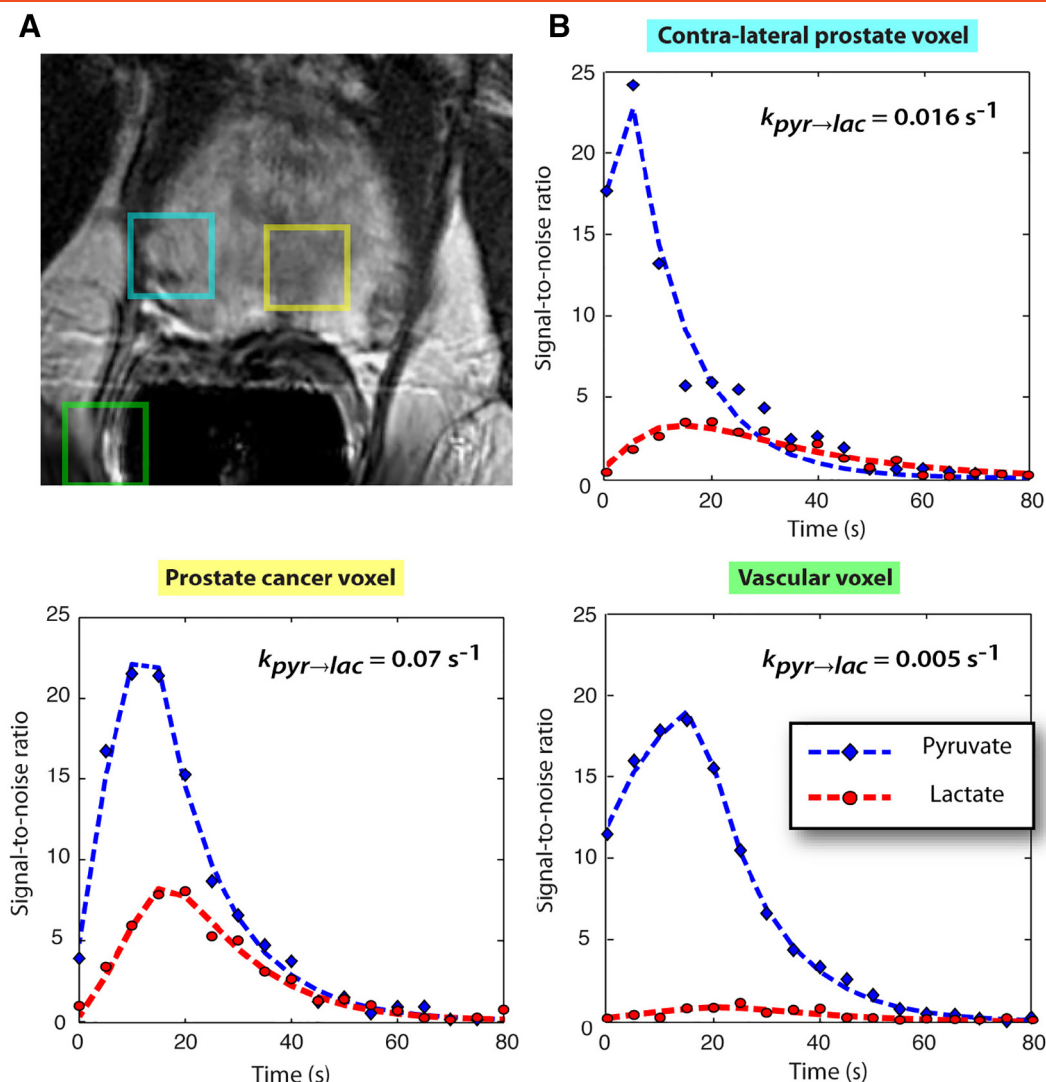 A
B
Contra-lateral prostate voxel
25
20
15
10
5
0
Signal-to-noise ratio
k pyr→lac = 0.016 s-1
0 20 40 60 80
Time (s)
Prostate cancer voxel
25
20
15
10
5
0
Signal-to-noise ratio
k pyr→lac = 0.07 s-1
0 20 40 60 80
Time (s)
Vascular voxel
25
20
15
10
5
0
Signal-to-noise ratio
k pyr→lac = 0.005 s-1
Pyruvate
Lactate
0 20 40 60 80
Time (s)